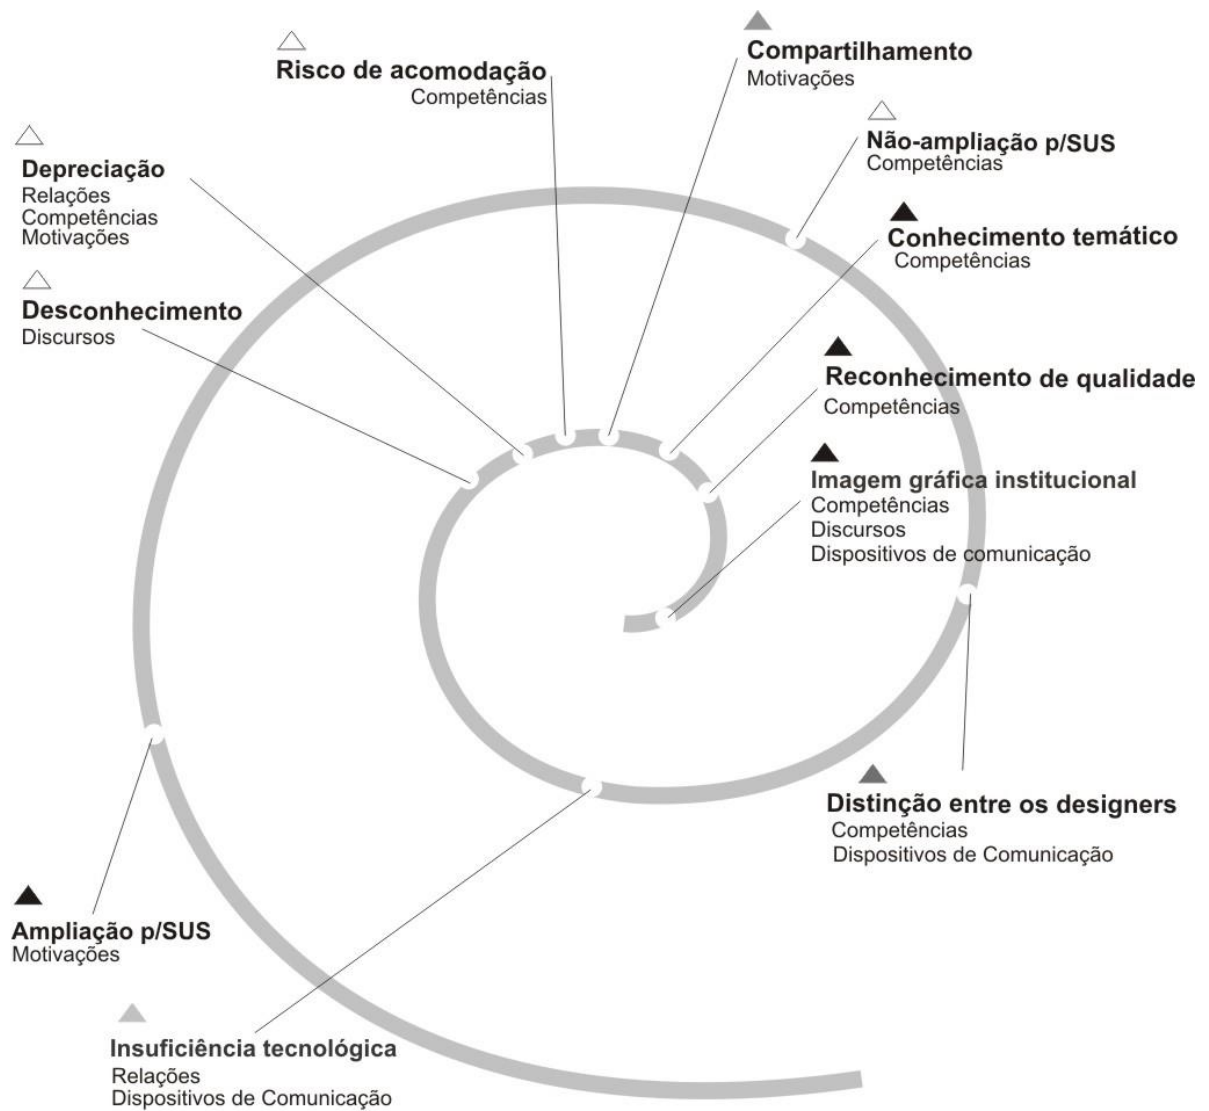 Compartilhamento
Motivações
Risco de acomodação
Competências
Não-ampliação p/SUS
Competências
Depreciação
Relações
Competências
Motivações
Conhecimento temático
Competências
Desconhecimento
Discursos
Reconhecimento de qualidade
Competências
Imagem gráfica institucional
Competências
Discursos
Dispositivos de comunicação
Distinção entre os designers
Competências
Dispositivos de Comunicação
Ampliação p/SUS
Motivações
Insuficiência tecnológica
Relações
Dispositivos de Comunicação